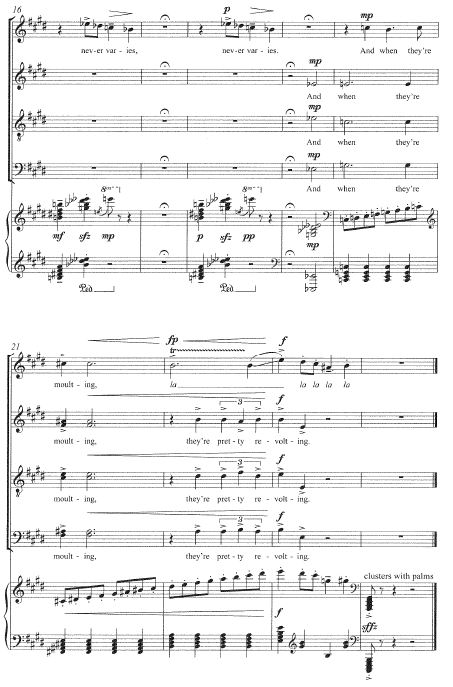 16
p
mp
nev-er var-ies,
nev-er var-ies.
And when they're
mp
And
when
they're
mp
And
when
they're
mp
And
when
they're
8va
8va
mf sfz mp
p sfz pp
mp
Ped.
Ped.
21
fp
f
moult - ing,
la
la la la la
f
3
moult - ing,
they're pret-ty re - volt - ing.
f
3
moult - ing,
they're pret-ty re - volt - ing.
f
3
moult - ing,
they're pret-ty re - volt - ing.
clusters with palms
f
sffz